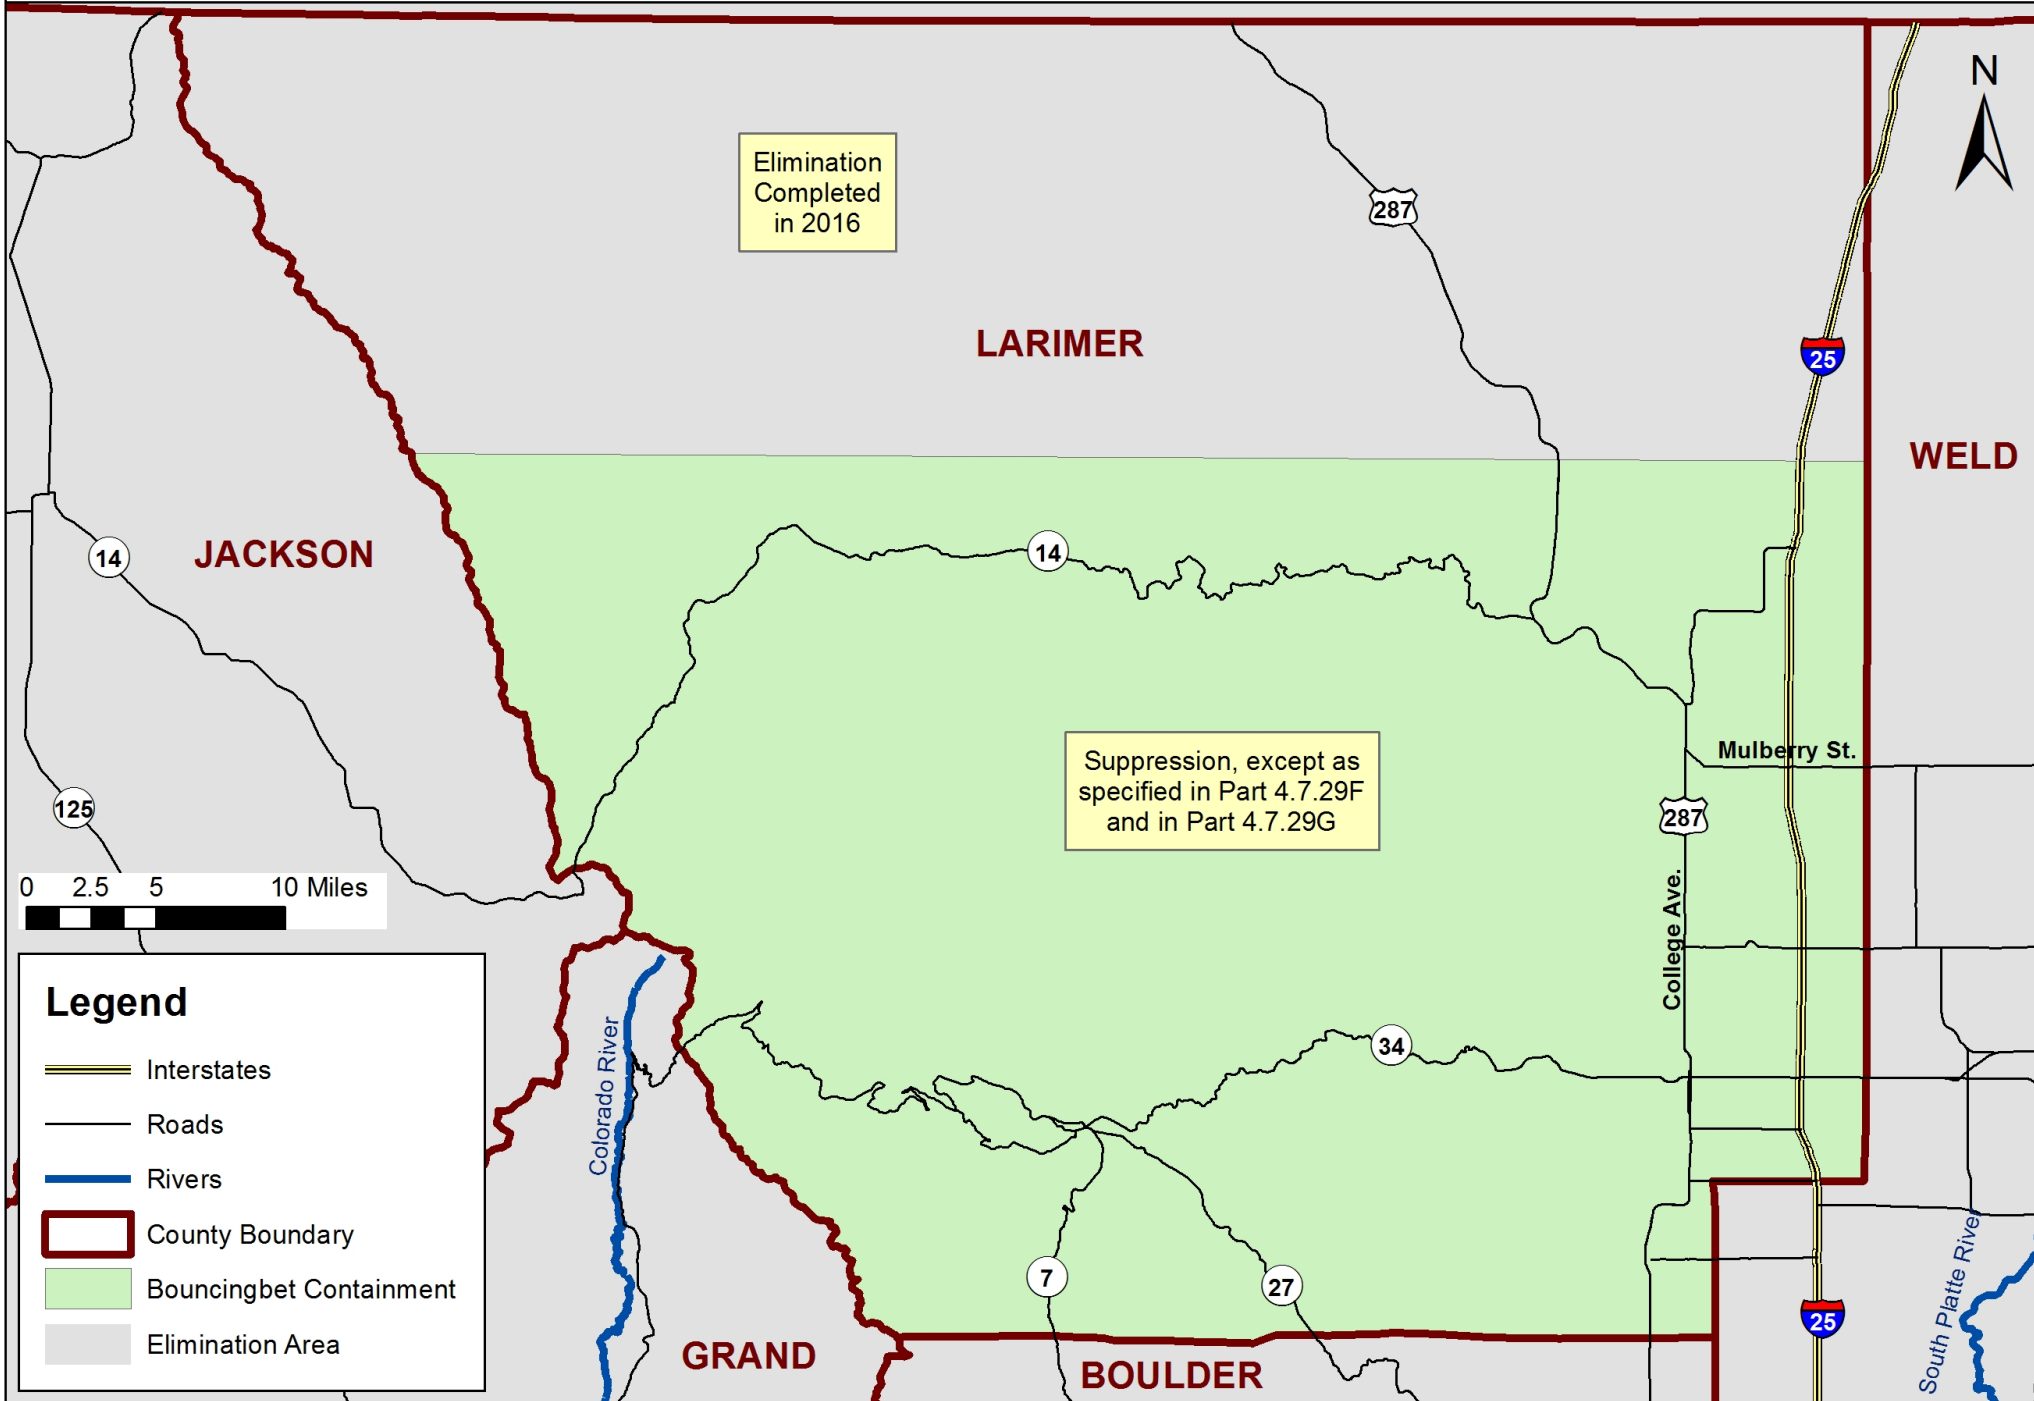 N
Elimination
Completed
in 2016
287
LARIMER
25
WELD
14
JACKSON
14
Suppression, except as
specified in Part 4.7.29F
and in Part 4.7.29G
Mulberry St.
287
125
0 2.5 5 10 Miles
College Ave.
Legend
Interstates
Roads
Rivers
County Boundary
Bouncingbet Containment
Elimination Area
Colorado River
34
7
27
25
South Platte River
GRAND
BOULDER